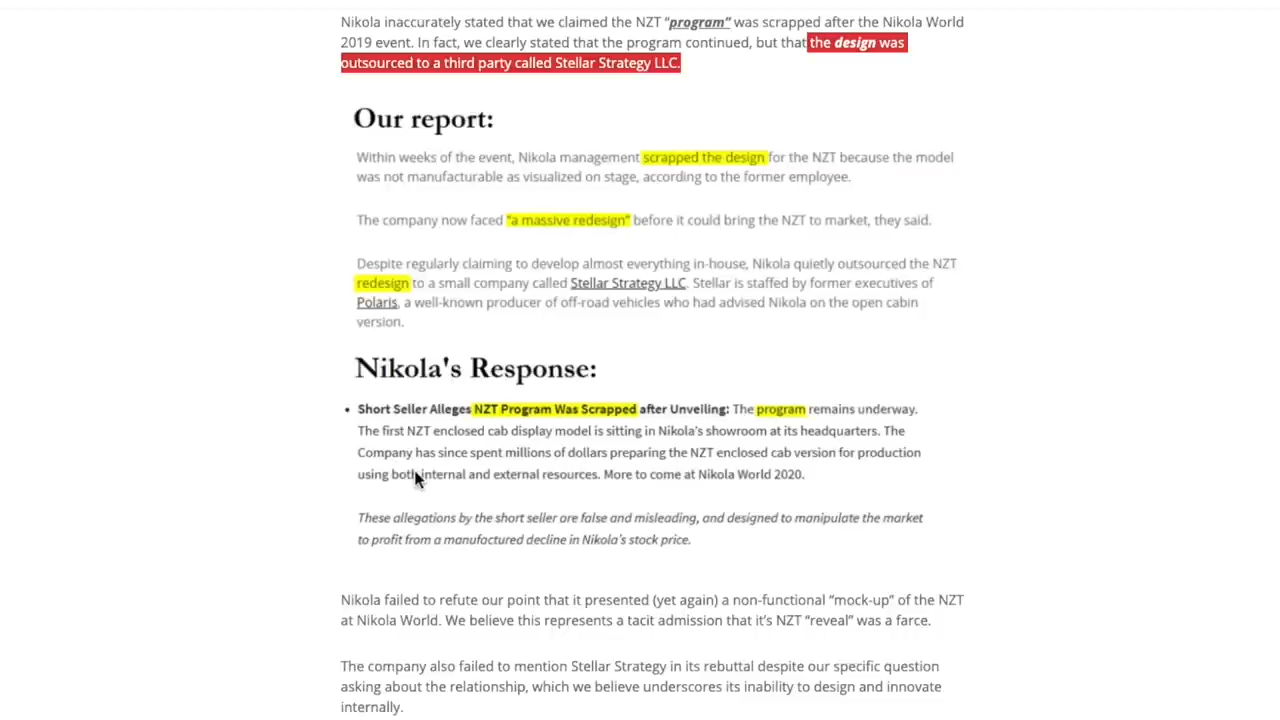 Nikola inaccurately stated that we claimed the NZT “program” was scrapped after the Nikola World
2019 event. In fact, we clearly stated that the program continued, but that the design was
outsourced to a third party called Stellar Strategy LLC.
Our report:
Within weeks of the event, Nikola management scrapped the design for the NZT because the model
was not manufacturable as visualized on stage, according to the former employee.
The company now faced “a massive redesign” before it could bring the NZT to market, they said.
Despite regularly claiming to develop almost everything in-house, Nikola quietly outsourced the NZT
redesign to a small company called Stellar Strategy LLC. Stellar is staffed by former executives of
Polaris, a well-known producer of off-road vehicles who had advised Nikola on the open cabin
version.
Nikola's Response:
• Short Seller Alleges NZT Program Was Scrapped after Unveiling: The program remains underway.
The first NZT enclosed cab display model is sitting in Nikola’s showroom at its headquarters. The
Company has since spent millions of dollars preparing the NZT enclosed cab version for production
using both internal and external resources. More to come at Nikola World 2020.
These allegations by the short seller are false and misleading, and designed to manipulate the market
to profit from a manufactured decline in Nikola’s stock price.
Nikola failed to refute our point that it presented (yet again) a non-functional “mock-up” of the NZT
at Nikola World. We believe this represents a tacit admission that it’s NZT “reveal” was a farce.
The company also failed to mention Stellar Strategy in its rebuttal despite our specific question
asking about the relationship, which we believe underscores its inability to design and innovate
internally.